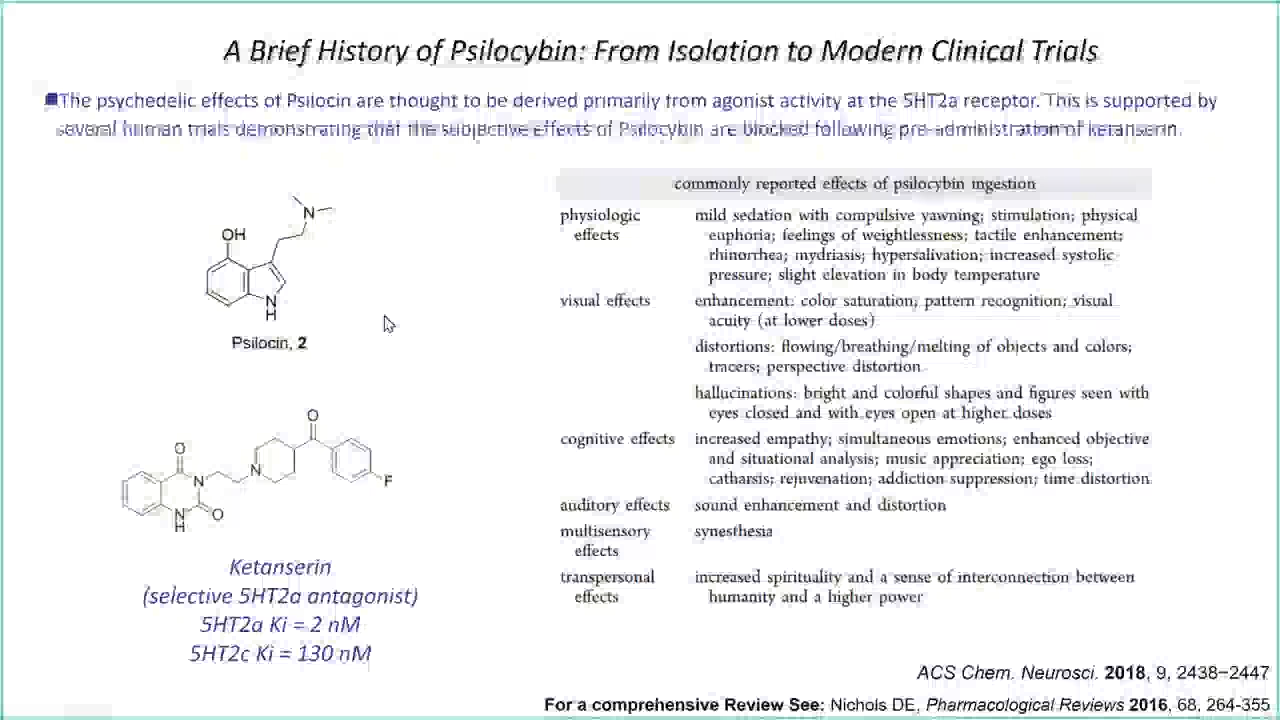 A Brief History of Psilocybin: From Isolation to Modern Clinical Trials
The psychedelic effects of Psilocin are thought to be derived primarily from agonist activity at the 5HT2a receptor. This is supported by
several human trials demonstrating that the subjective effects of Psilocybin are blocked following pre-administration of ketanserin.
commonly reported effects of psilocybin ingestion
physiologic effects
mild sedation with compulsive yawning; stimulation; physical
euphoria; feelings of weightlessness; tactile enhancement;
rhinorrhea; mydriasis; hypersalivation; increased systolic
pressure; slight elevation in body temperature
visual effects
enhancement: color saturation; pattern recognition; visual
acuity (at lower doses)
distortions: flowing/breathing/melting of objects and colors;
tracers; perspective distortion
hallucinations: bright and colorful shapes and figures seen with
eyes closed and with eyes open at higher doses
cognitive effects
increased empathy; simultaneous emotions; enhanced objective
and situational analysis; music appreciation; ego loss;
catharsis; rejuvenation; addiction suppression; time distortion
auditory effects
sound enhancement and distortion
multisensory
effects
synesthesia
transpersonal
effects
increased spirituality and a sense of interconnection between
humanity and a higher power
OH
N
N
H
Psilocin, 2
O
O
N
N
F
NH
O
Ketanserin
(selective 5HT2a antagonist)
5HT2a Ki = 2 nM
5HT2c Ki = 130 nM
ACS Chem. Neurosci. 2018, 9, 2438−2447
For a comprehensive Review See: Nichols DE, Pharmacological Reviews 2016, 68, 264-355